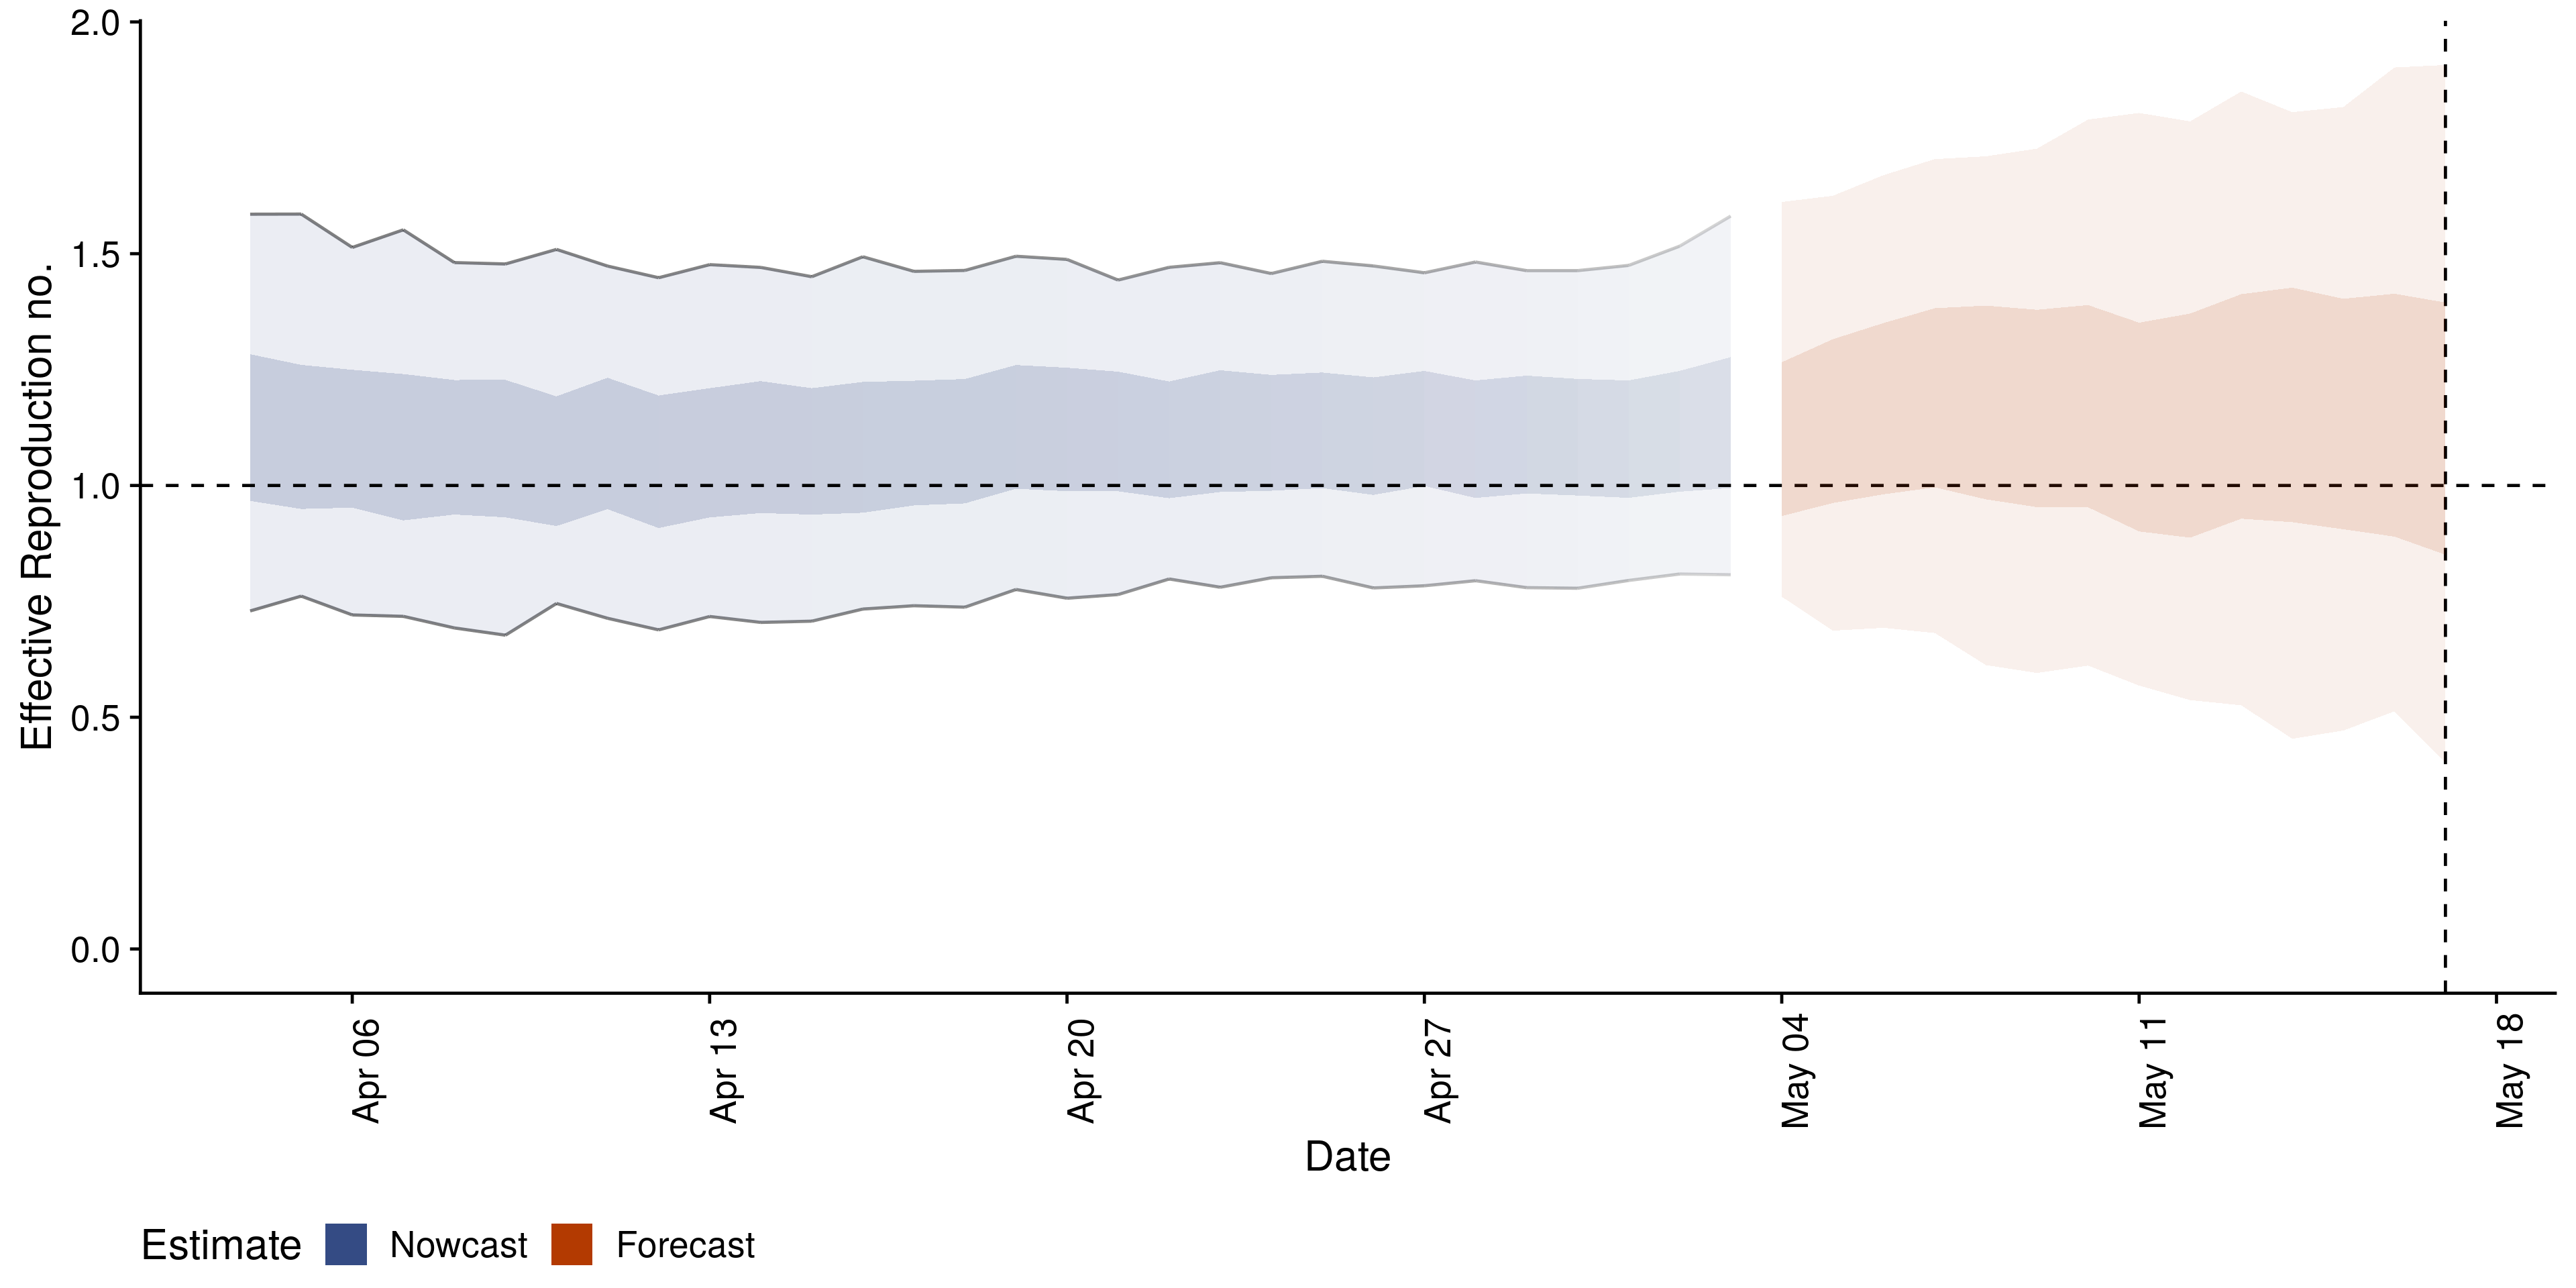 2.0
1.5
1.0
0.5
0.0
Effective Reproduction no.
Apr 06
Apr 13
Apr 20
Apr 27
May 04
May 11
May 18
Date
Estimate Nowcast Forecast